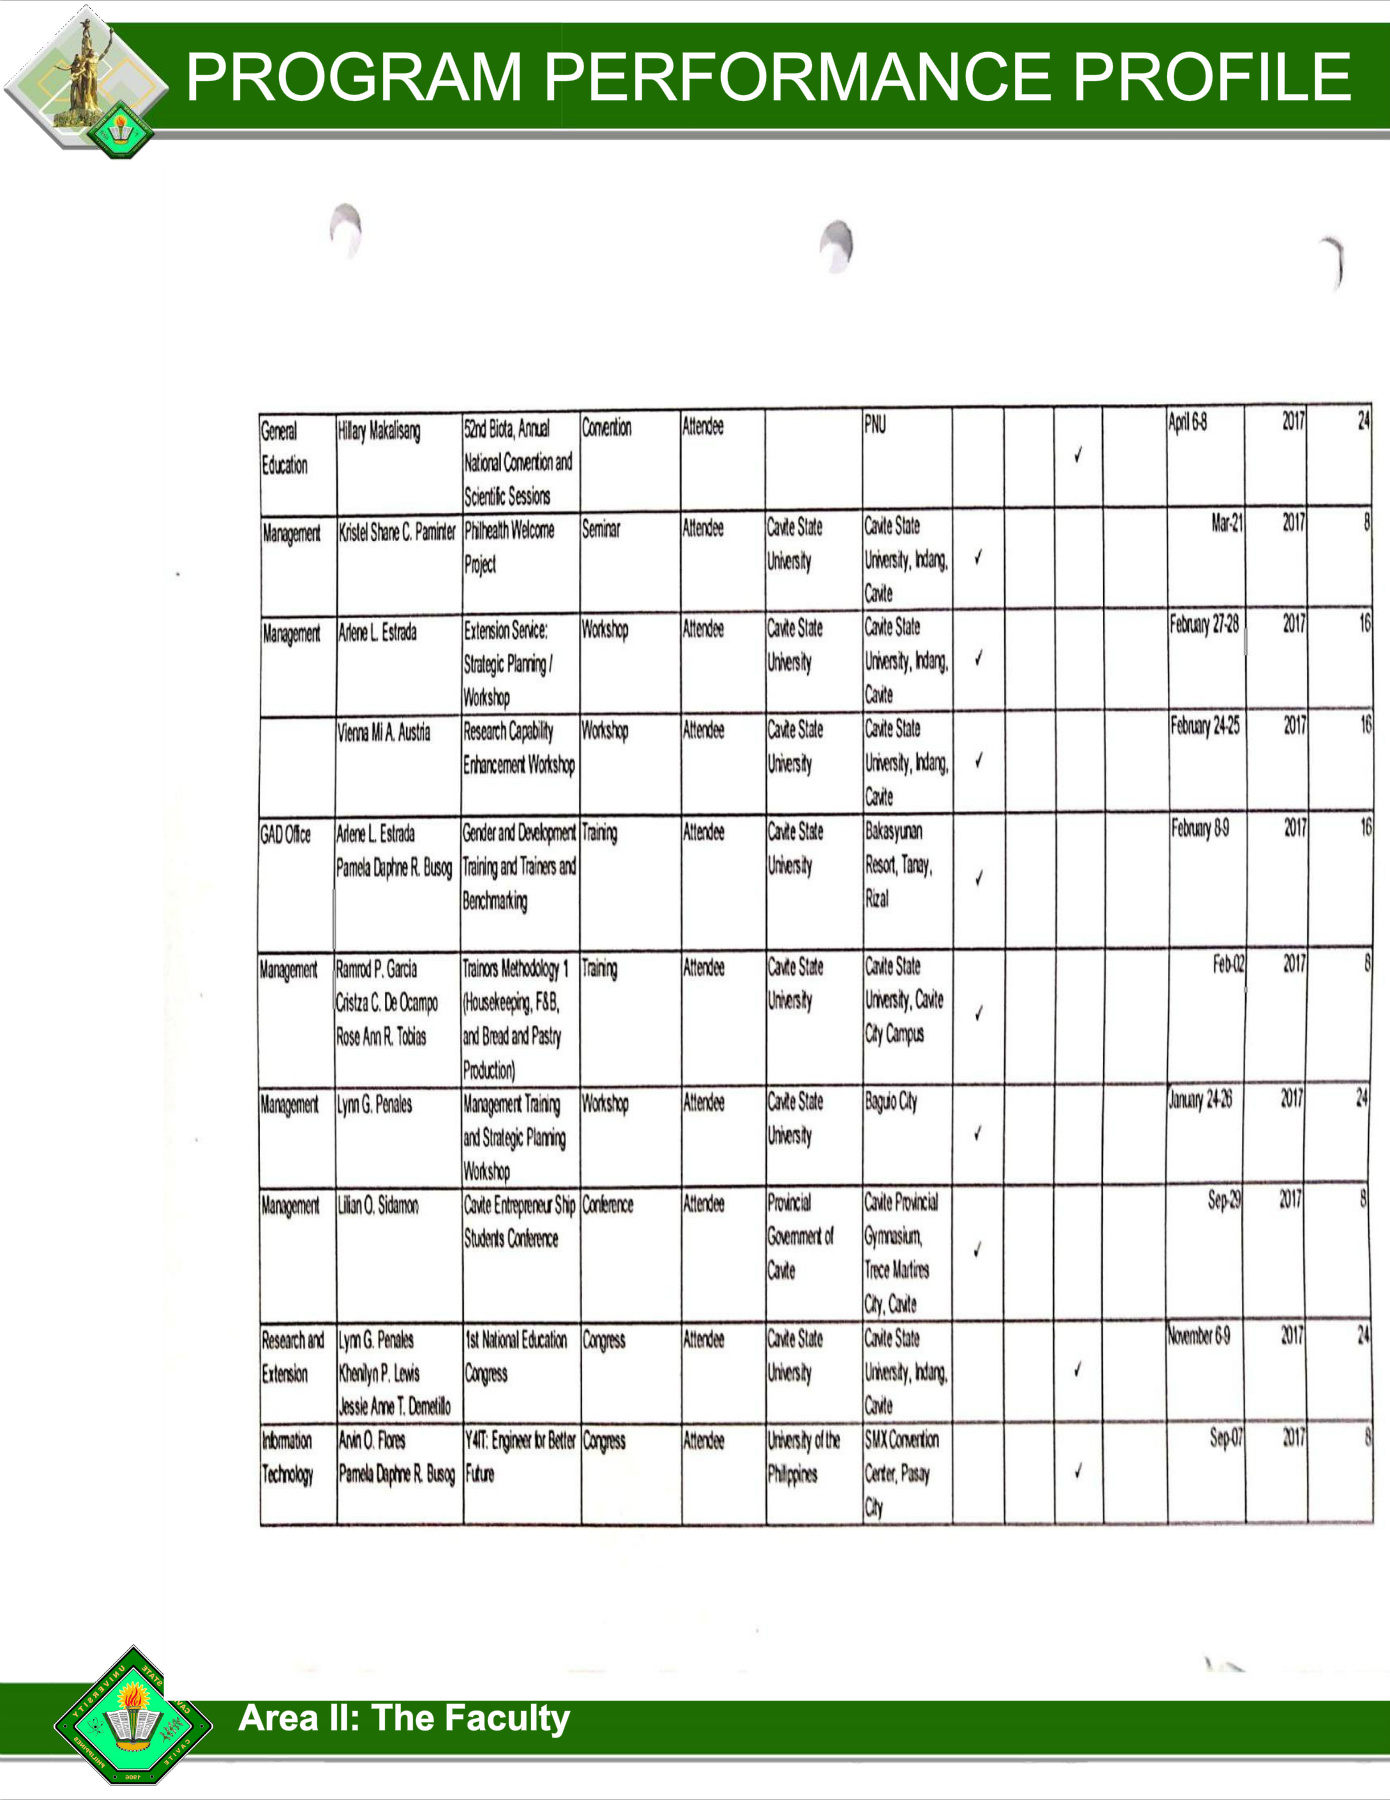 PROGRAM PERFORMANCE PROFILE
General Education | Hillary Makalisang | 52nd Biota, Annual National Convention and Scientific Sessions | Convention | Attendee | | PNU | | | ✓ | | April 6-8 | 2017 | 24
Management | Kristel Shane C. Paminter | Philhealth Welcome Project | Seminar | Attendee | Cavite State University | Cavite State University, Indang, Cavite | ✓ | | | | Mar-21 | 2017 | 8
Management | Arlene L. Estrada | Extension Service: Strategic Planning / Workshop | Workshop | Attendee | Cavite State University | Cavite State University, Indang, Cavite | ✓ | | | | February 27-28 | 2017 | 16
| Vienna Mi A. Austria | Research Capability Enhancement Workshop | Workshop | Attendee | Cavite State University | Cavite State University, Indang, Cavite | ✓ | | | | February 24-25 | 2017 | 16
GAD Office | Arlene L. Estrada Pamela Daphne R. Busog | Gender and Development Training and Trainers and Benchmarking | Training | Attendee | Cavite State University | Bakasyunan Resort, Tanay, Rizal | ✓ | | | | February 8-9 | 2017 | 16
Management | Ramrod P. Garcia Cristza C. De Ocampo Rose Ann R. Tobias | Trainors Methodology 1 (Housekeeping, F&B, and Bread and Pastry Production) | Training | Attendee | Cavite State University | Cavite State University, Cavite City Campus | ✓ | | | | Feb-02 | 2017 | 8
Management | Lynn G. Penales | Management Training and Strategic Planning Workshop | Workshop | Attendee | Cavite State University | Baguio City | ✓ | | | | January 24-26 | 2017 | 24
Management | Lilian O. Sidamon | Cavite Entrepreneur Ship Students Conference | Conference | Attendee | Provincial Government of Cavite | Cavite Provincial Gymnasium, Trece Martires City, Cavite | ✓ | | | | Sep-29 | 2017 | 8
Research and Extension | Lynn G. Penales Khenilyn P. Lewis Jessie Anne T. Demetillo | 1st National Education Congress | Congress | Attendee | Cavite State University | Cavite State University, Indang, Cavite | | | ✓ | | November 6-9 | 2017 | 24
Information Technology | Arvin O. Flores Pamela Daphne R. Busog | Y4IT: Engineer for Better Future | Congress | Attendee | University of the Philippines | SMX Convention Center, Pasay City | | | ✓ | | Sep-07 | 2017 | 8
Area II: The Faculty
CAVITE STATE UNIVERSITY
PHILIPPINES
CAVITE
1906